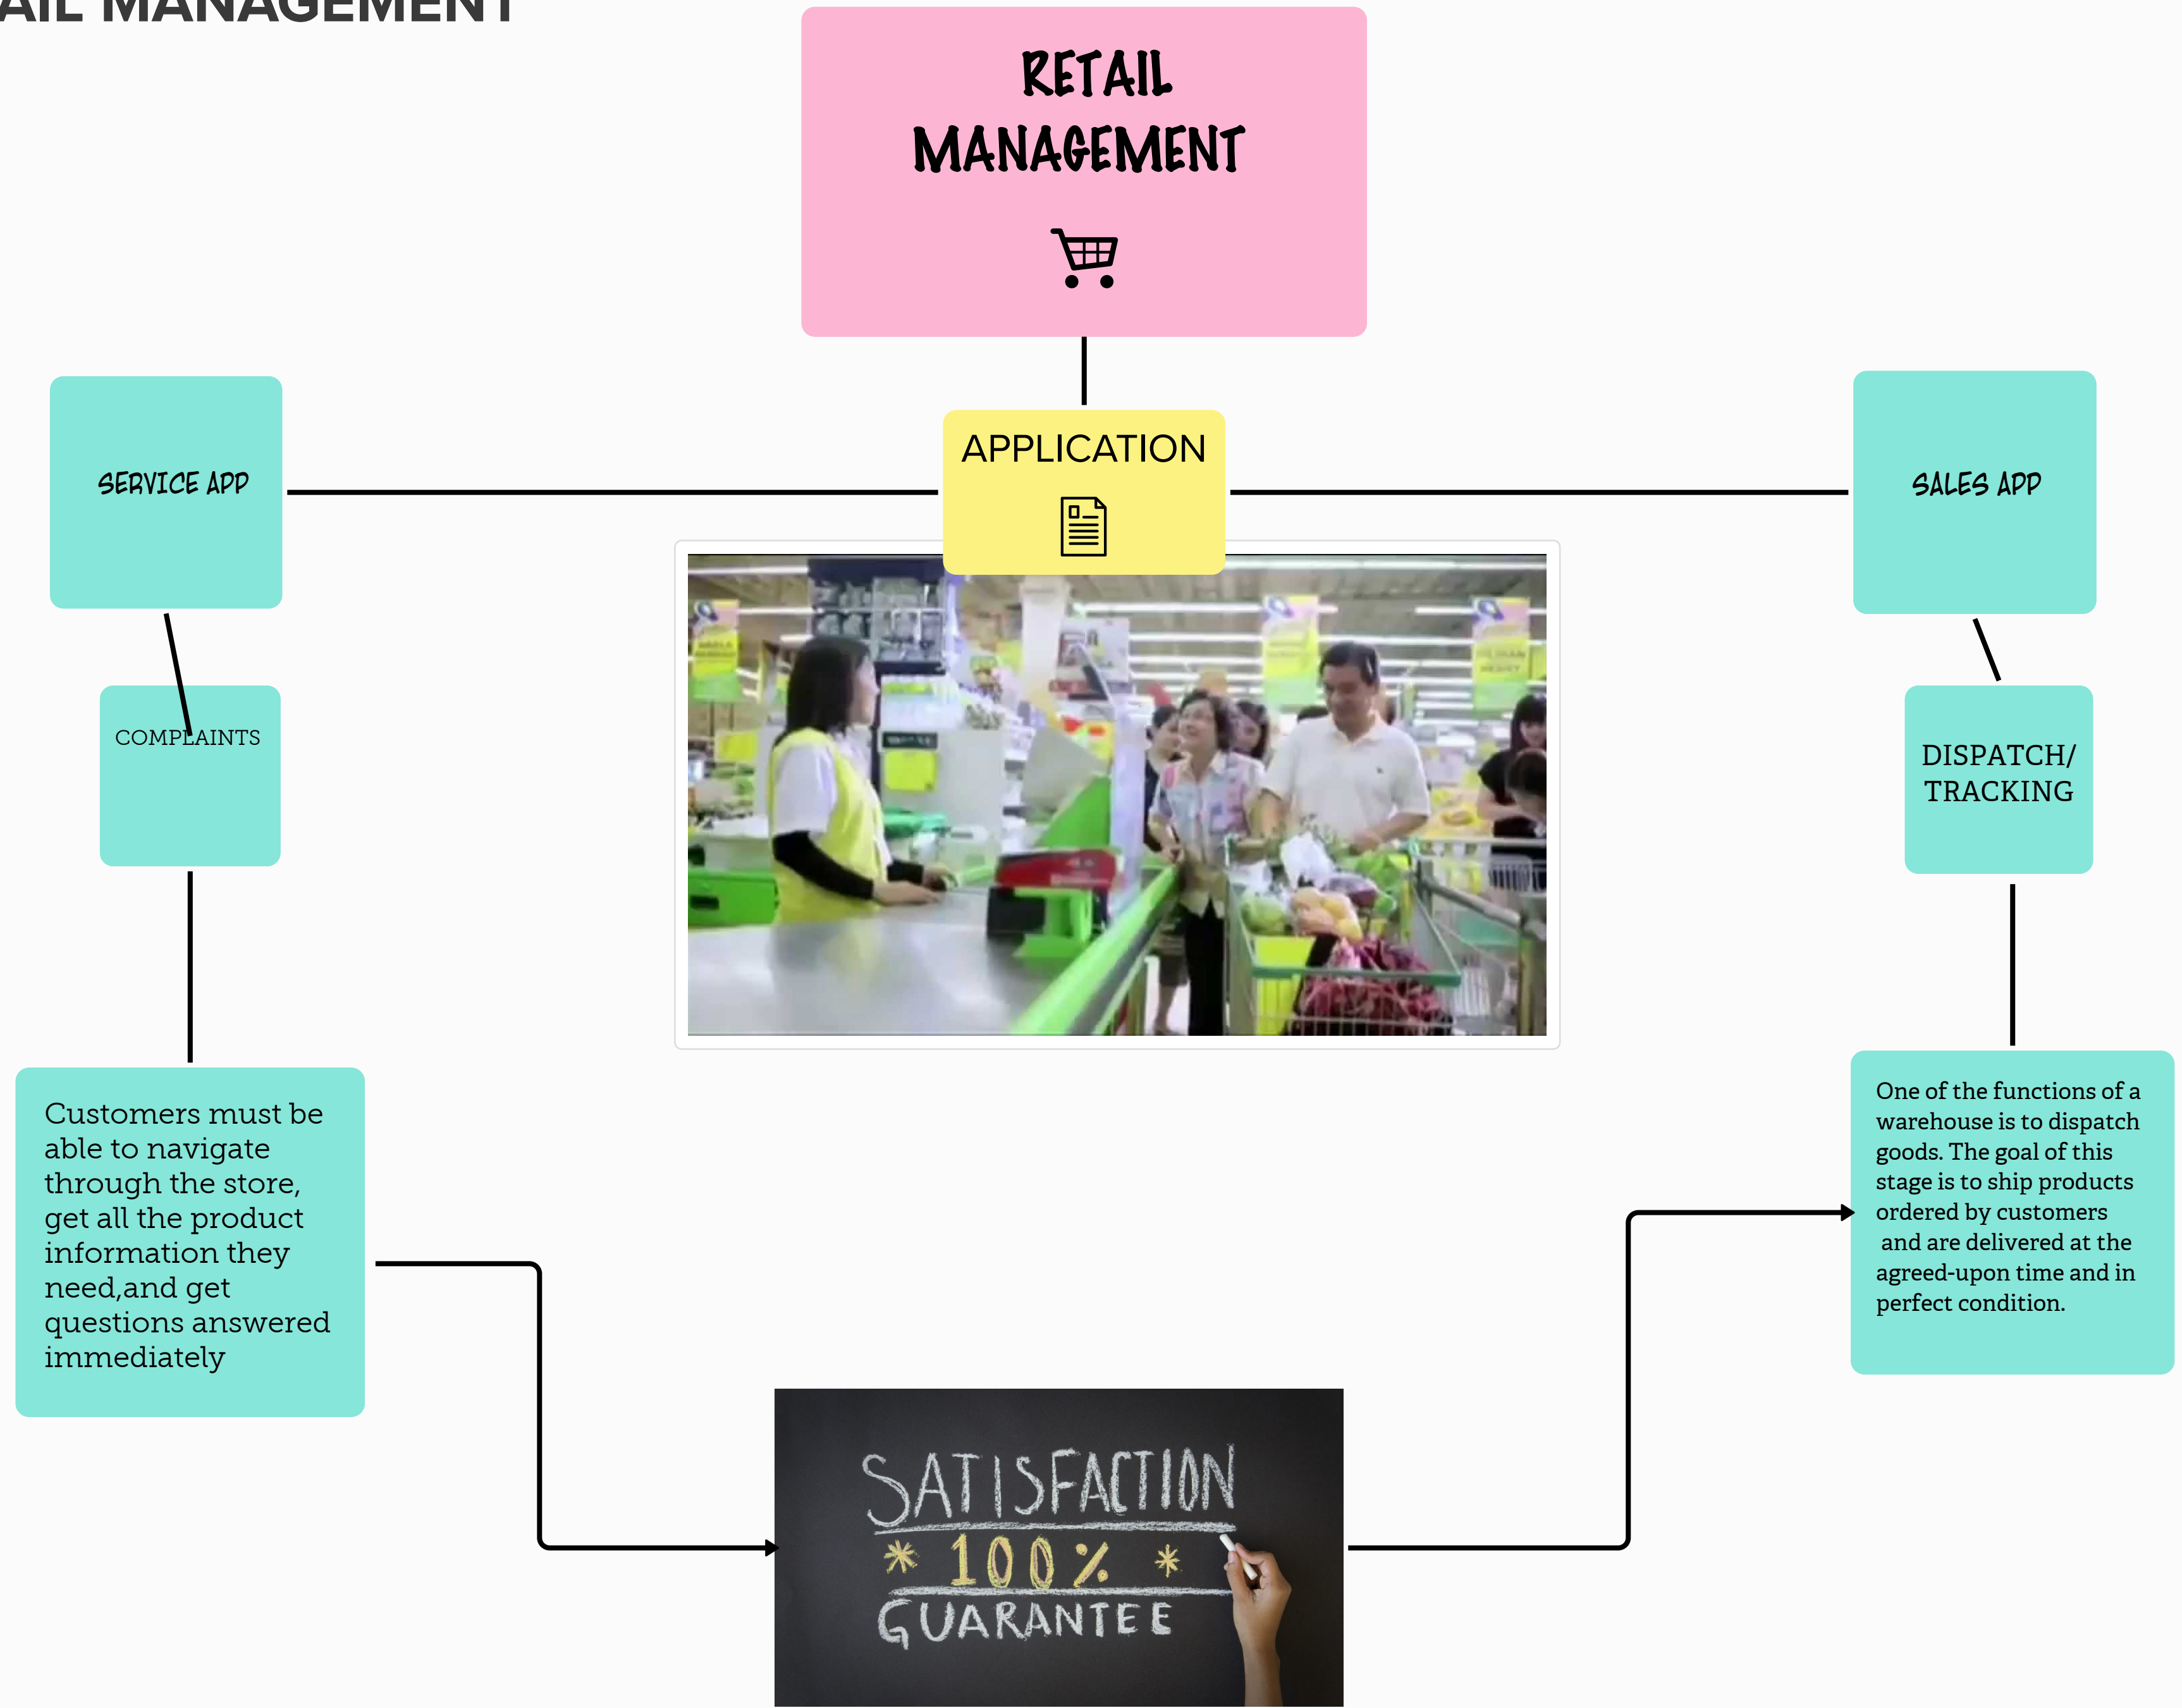 AIL MANAGEMENT
RETAIL
MANAGEMENT
APPLICATION
SERVICE APP
SALES APP
COMPLAINTS
DISPATCH/
TRACKING
Customers must be
able to navigate
through the store,
get all the product
information they
need,and get
questions answered
immediately
One of the functions of a
warehouse is to dispatch
goods. The goal of this
stage is to ship products
ordered by customers
and are delivered at the
agreed-upon time and in
perfect condition.
SATISFACTION
* 100% *
GUARANTEE